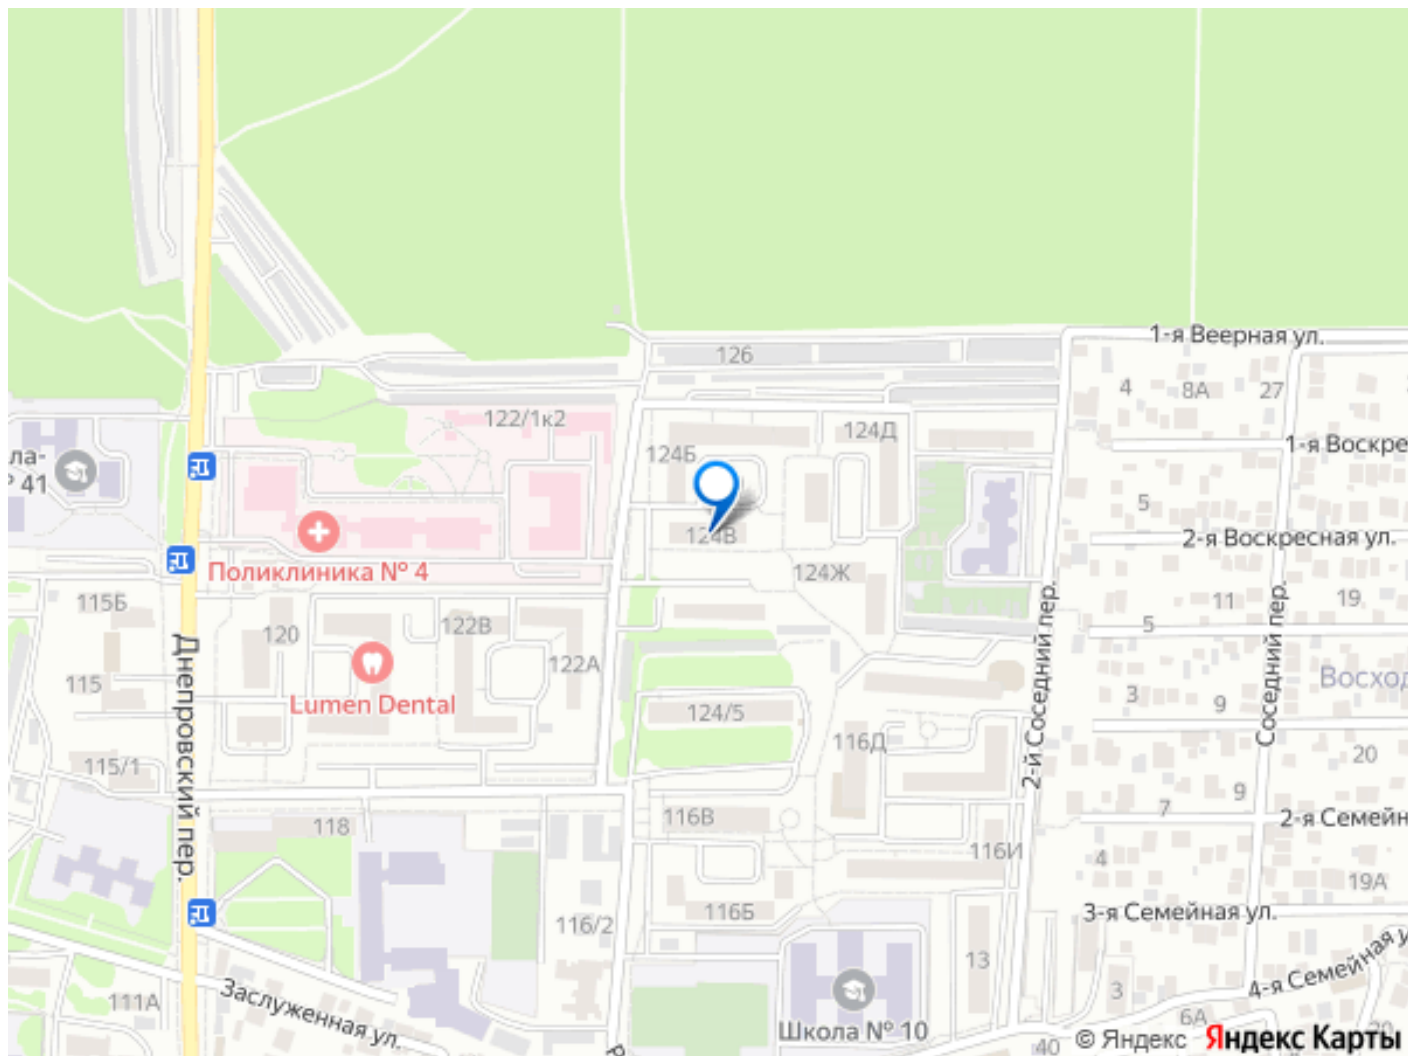 1-я Веерная ул.
126
4
8А
27
122/1к2
124Д
124Б
1-я Воскре
ла-
№ 41
5
124В
2-я Воскресная ул.
Поликлиника № 4
124Ж
115Б
120
122В
11
19
5
122А
115
Днепровский пер.
Lumen Dental
2-й Соседний пер.
Соседний пер.
Восход
3
9
124/5
116Д
20
115/1
9
7
118
116В
2-я Семейн
116И
4
19А
116Б
3-я Семейная ул.
116/2
13
Заслуженная ул.
111А
3
4-я Семейная у
6А
20
Школа № 10
40
© Яндекс Яндекс Карты